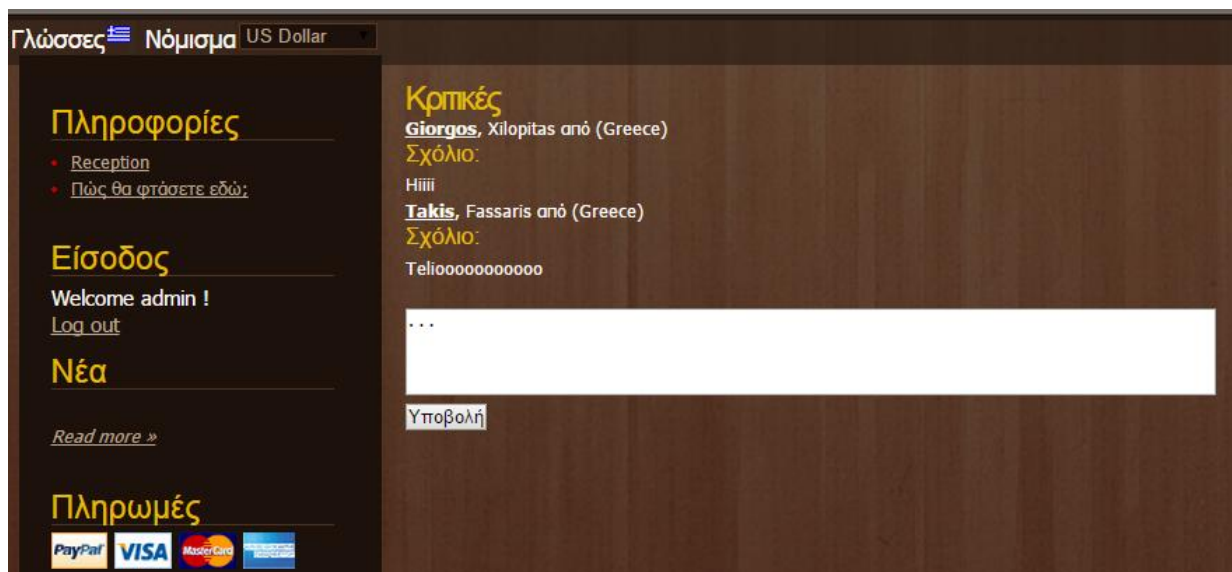 Γλώσσες Νόμισμα US Dollar
Πληροφορίες
Reception
Πώς θα φτάσετε εδώ;
Είσοδος
Welcome admin !
Log out
Νέα
Read more »
Πληρωμές
PayPal VISA MasterCard
Κριτικές
Giorgos, Xilopitas από (Greece)
Σχόλιο:
Hiiii
Takis, Fassaris από (Greece)
Σχόλιο:
Teliooooooooooo
...
Υποβολή